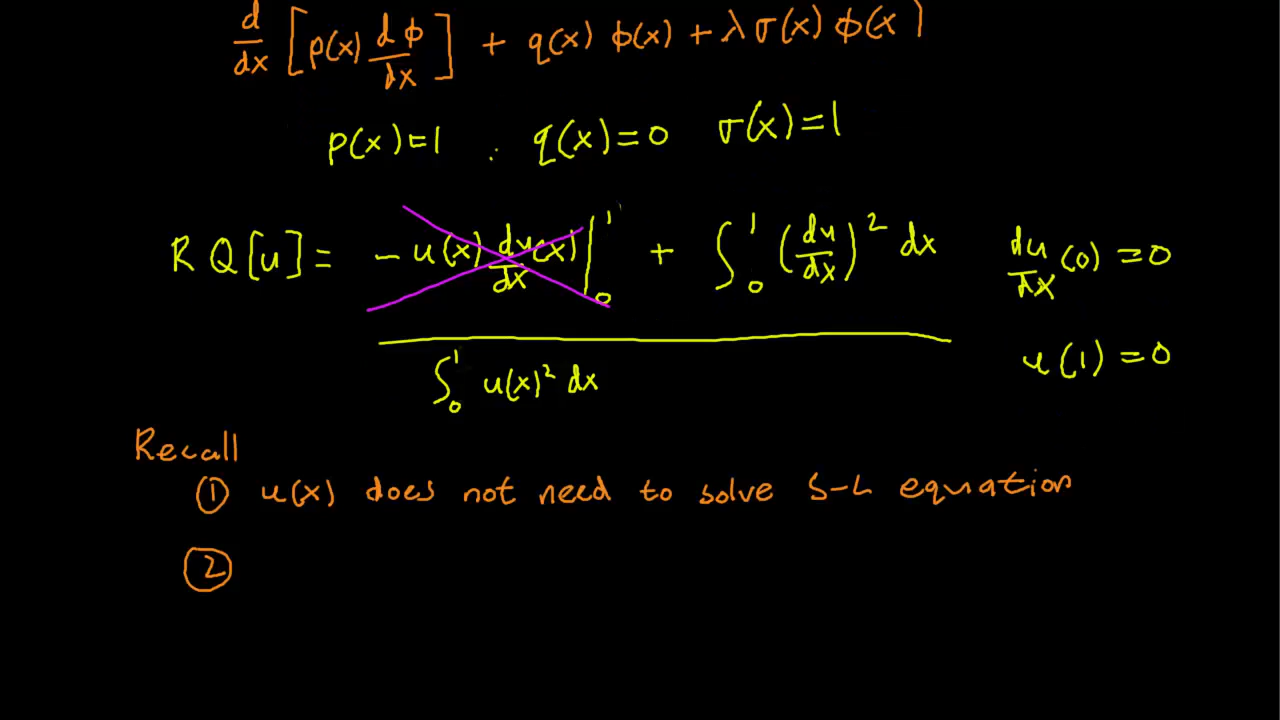 d/dx [p(x) dϕ/dx] + q(x) ϕ(x) + λσ(x) ϕ(x)
p(x)=1 . q(x)=0 σ(x)=1
RQ[u] = - u(x) du/dx(x) |₀¹ + ∫₀¹ (du/dx)² dx du/dx(0) = 0
∫₀¹ u(x)² dx u(1) = 0
Recall
① u(x) does not need to solve S-L equation
②